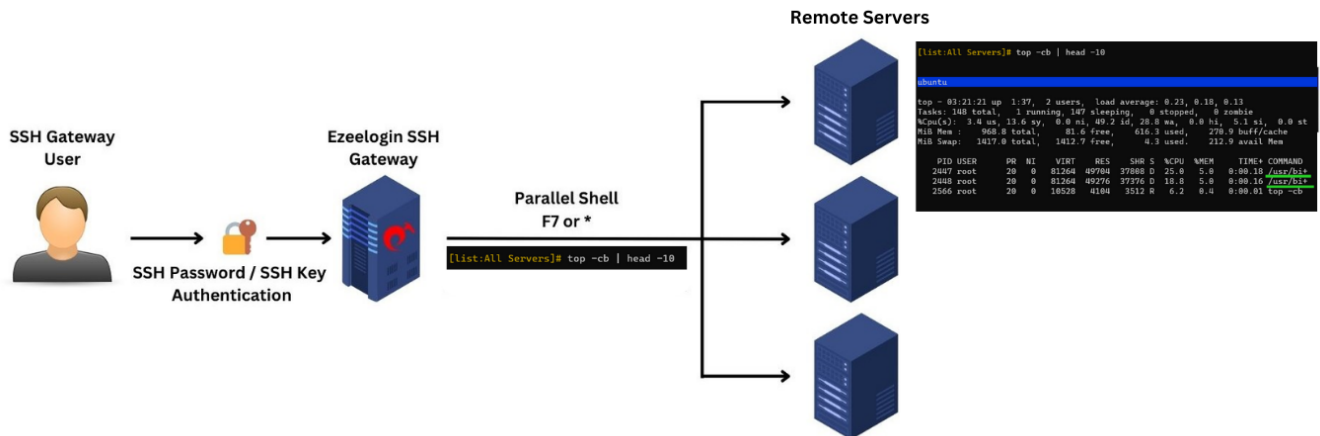 Remote Servers
[list:All Servers]# top -cb | head -10
ubuntu
top - 03:21:21 up  1:37,  2 users,  load average: 0.23, 0.18, 0.13
Tasks: 148 total,   1 running, 147 sleeping,   0 stopped,   0 zombie
%Cpu(s):  3.4 us, 13.6 sy,  0.0 ni, 49.2 id, 28.8 wa,  0.0 hi,  5.1 si,  0.0 st
MiB Mem :    968.8 total,     81.6 free,    616.3 used,    270.9 buff/cache
MiB Swap:   1417.0 total,   1412.7 free,      4.3 used.    212.9 avail Mem
PID USER      PR  NI    VIRT    RES    SHR S  %CPU  %MEM     TIME+ COMMAND
2447 root      20   0   81264  49704  37808 D  25.0   5.0   0:00.18 /usr/bi+
2448 root      20   0   81264  49276  37376 D  18.8   5.0   0:00.16 /usr/bi+
2566 root      20   0   10528   4104   3512 R   6.2   0.4   0:00.01 top -cb
SSH Gateway
User
Ezeelogin SSH
Gateway
Parallel Shell
F7 or *
[list:All Servers]# top -cb | head -10
SSH Password / SSH Key
Authentication